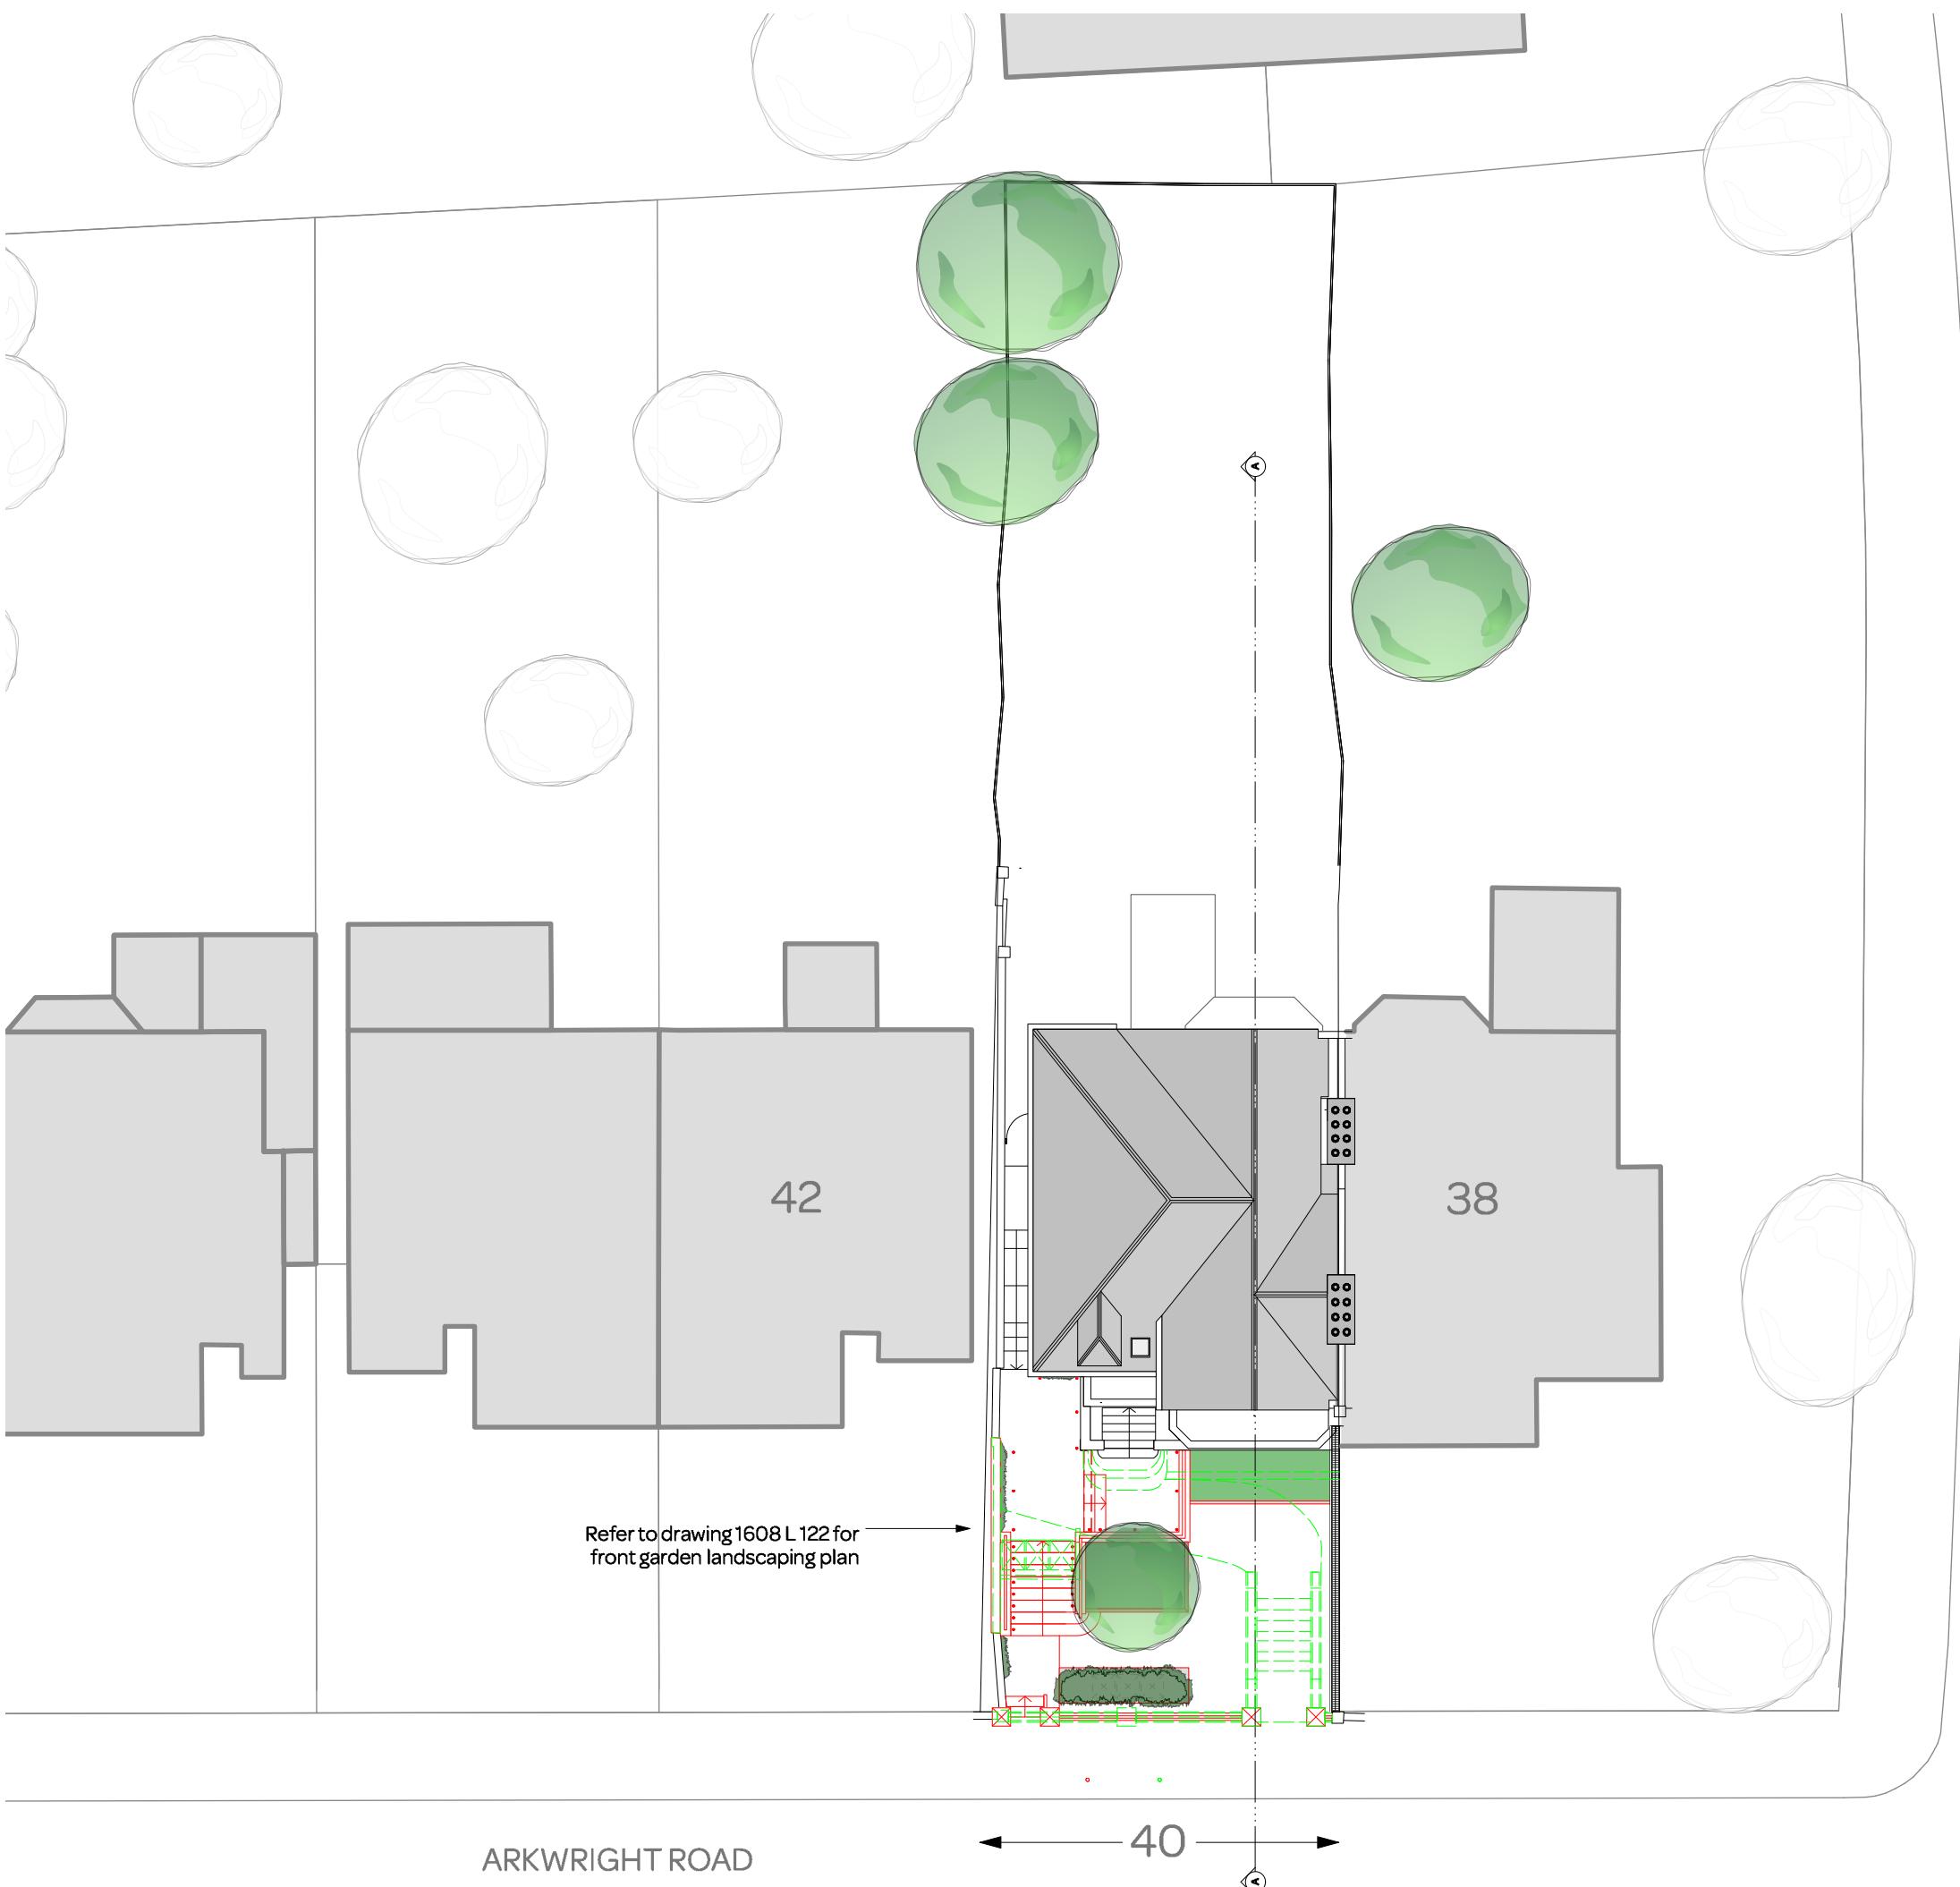 A
42
38
Refer to drawing 1608 L 122 for
front garden landscaping plan
40
ARKWRIGHT ROAD
A